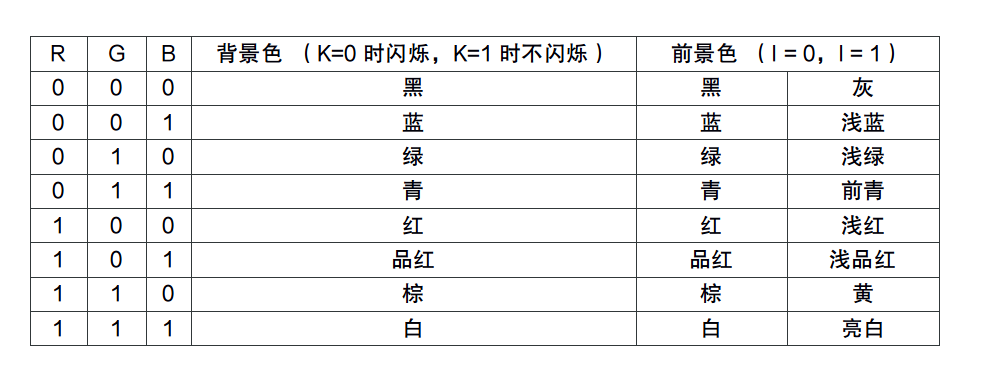 R G B 背景色 （K=0 时闪烁，K=1 时不闪烁） 前景色 （I = 0，I = 1）
0 0 0 黑 黑 灰
0 0 1 蓝 蓝 浅蓝
0 1 0 绿 绿 浅绿
0 1 1 青 青 前青
1 0 0 红 红 浅红
1 0 1 品红 品红 浅品红
1 1 0 棕 棕 黄
1 1 1 白 白 亮白